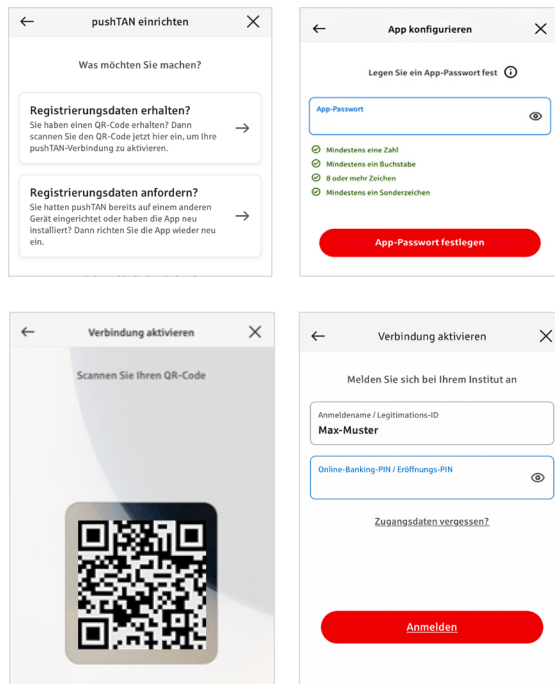 pushTAN einrichten
Was möchten Sie machen?
Registrierungsdaten erhalten?
Sie haben einen QR-Code erhalten? Dann
scannen Sie den QR-Code jetzt hier ein, um Ihre
pushTAN-Verbindung zu aktivieren.
Registrierungsdaten anfordern?
Sie hatten pushTAN bereits auf einem anderen
Gerät eingerichtet oder haben die App neu
installiert? Dann richten Sie die App wieder neu
ein.
App konfigurieren
Legen Sie ein App-Passwort fest
App-Passwort
Mindestens eine Zahl
Mindestens ein Buchstabe
8 oder mehr Zeichen
Mindestens ein Sonderzeichen
App-Passwort festlegen
Verbindung aktivieren
Scannen Sie Ihren QR-Code
Verbindung aktivieren
Melden Sie sich bei Ihrem Institut an
Anmeldename / Legitimations-ID
Max-Muster
Online-Banking-PIN / Eröffnungs-PIN
Zugangsdaten vergessen?
Anmelden